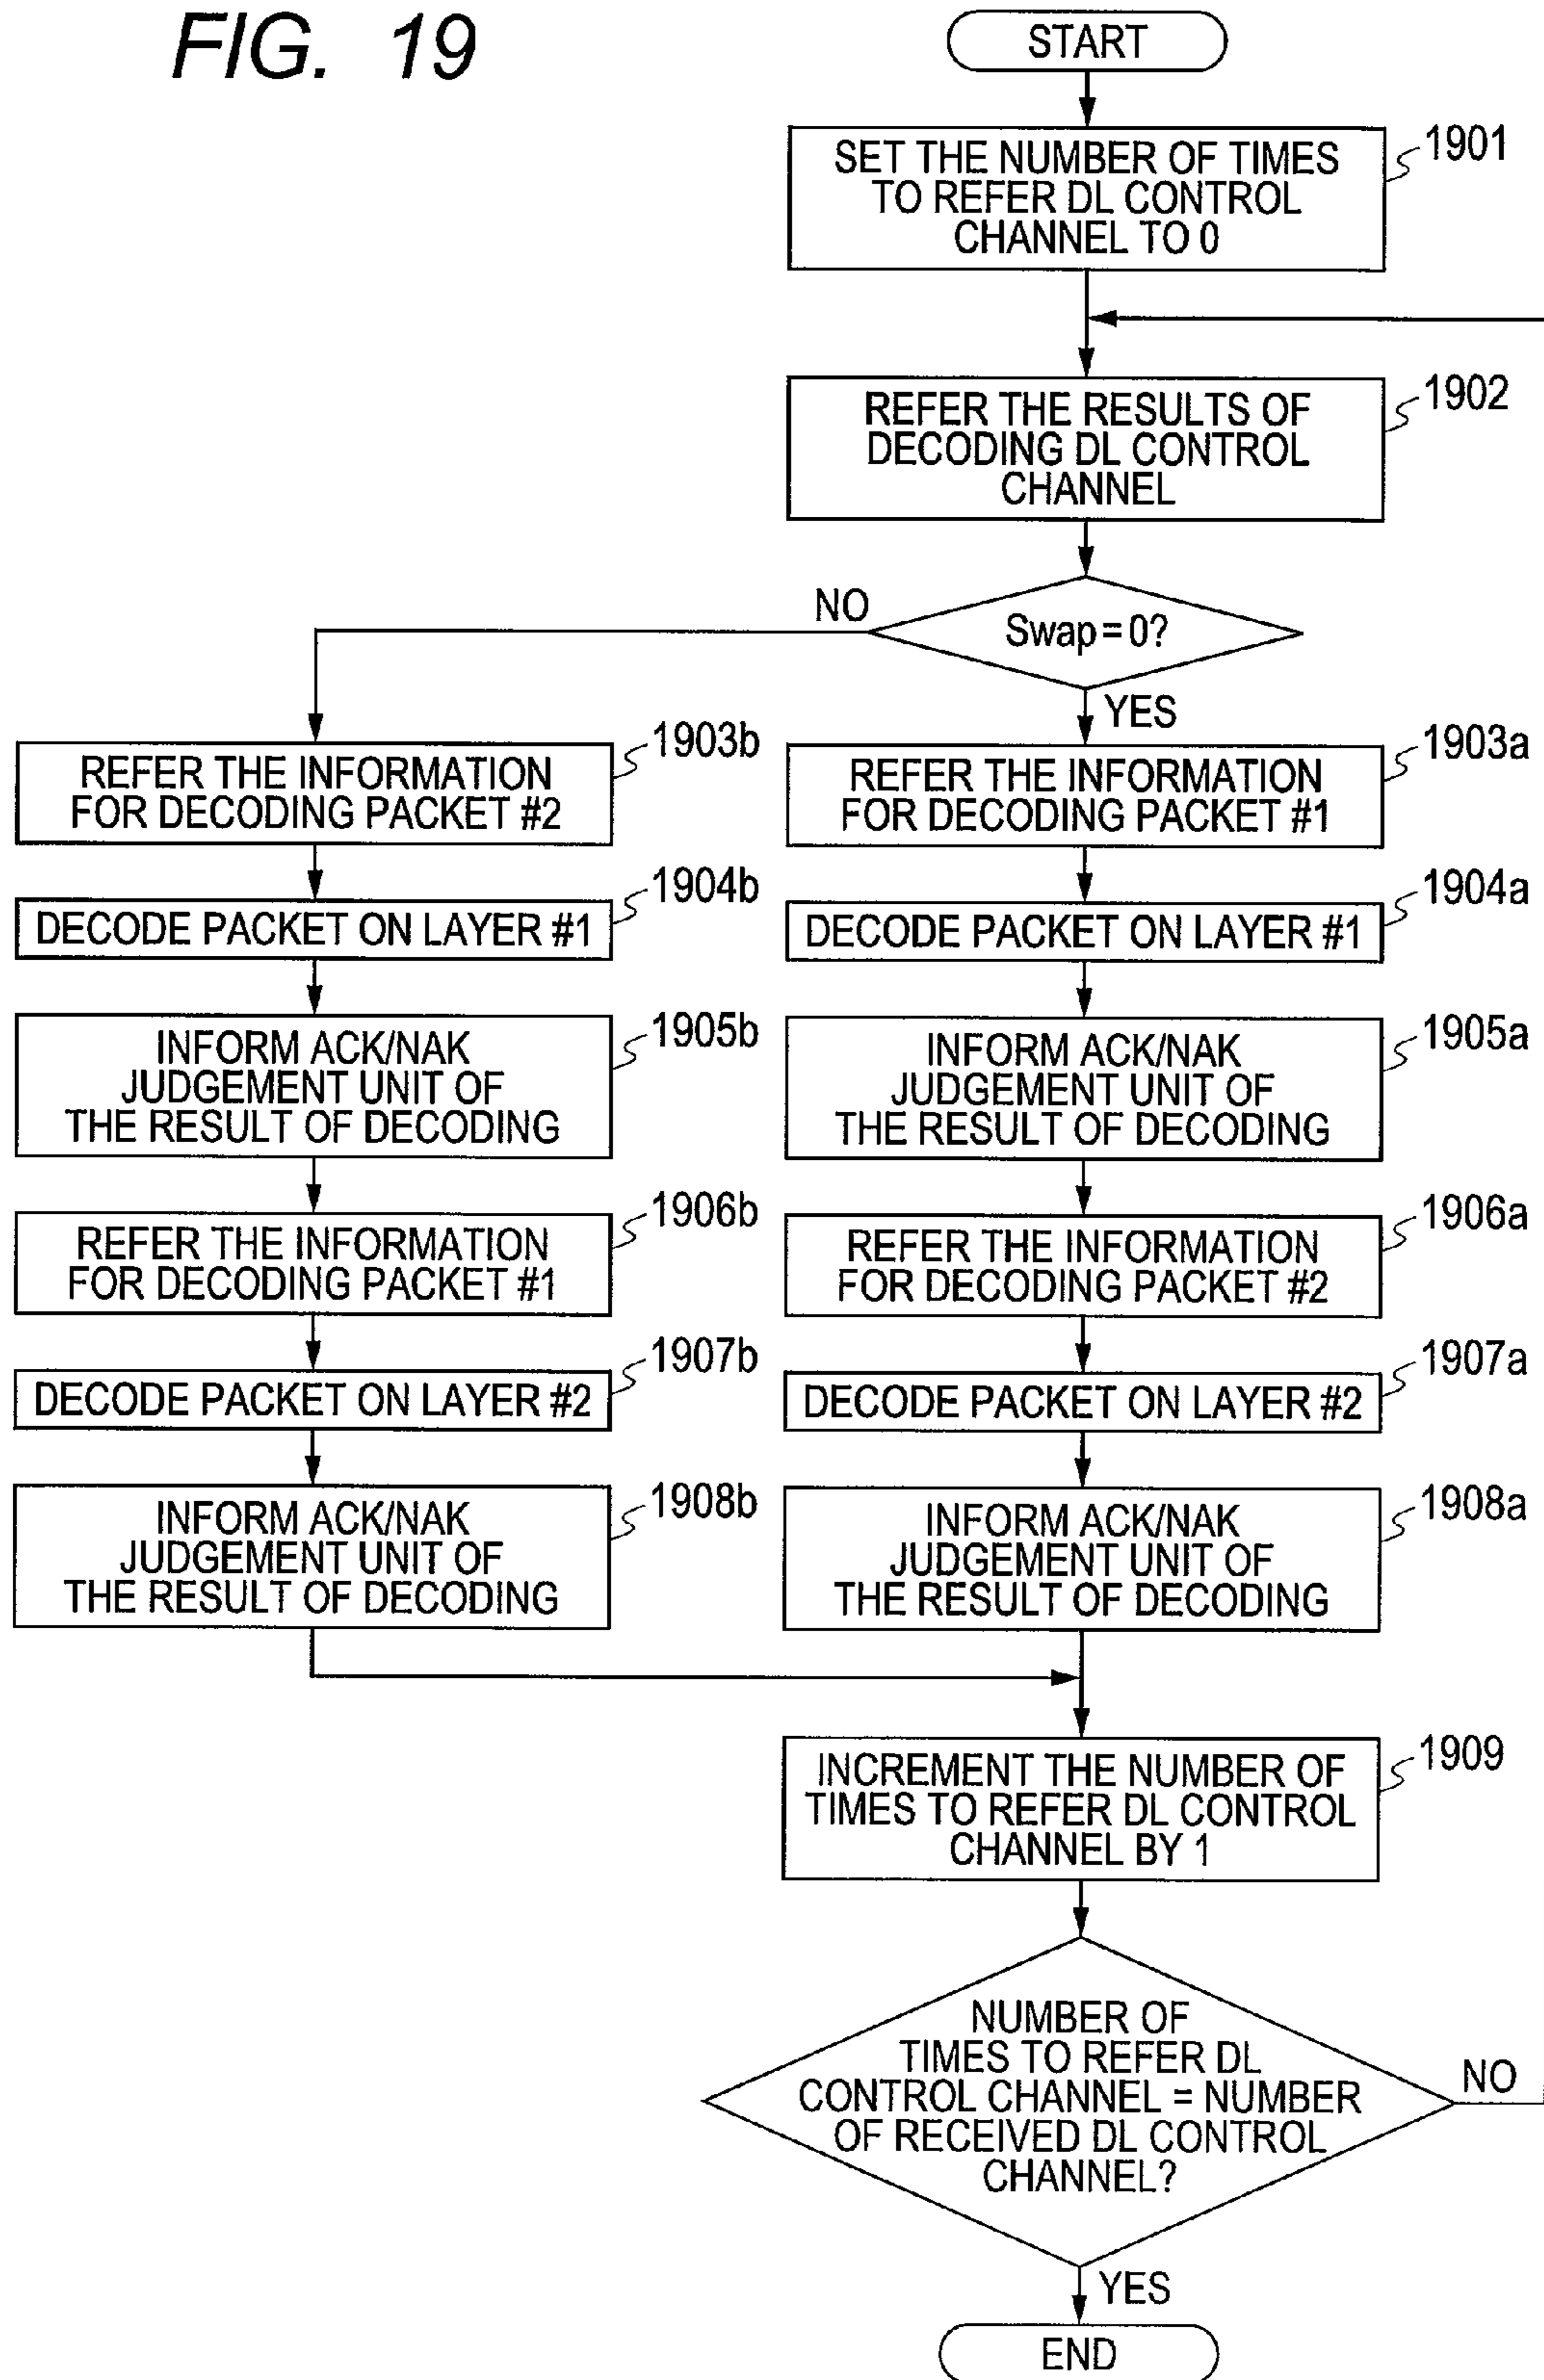 FIG. 19
START
SET THE NUMBER OF TIMES
TO REFER DL CONTROL
CHANNEL TO 0
1901
REFER THE RESULTS OF
DECODING DL CONTROL
CHANNEL
1902
Swap = 0?
NO
YES
REFER THE INFORMATION
FOR DECODING PACKET #2
1903b
DECODE PACKET ON LAYER #1
1904b
INFORM ACK/NAK
JUDGEMENT UNIT OF
THE RESULT OF DECODING
1905b
REFER THE INFORMATION
FOR DECODING PACKET #1
1906b
DECODE PACKET ON LAYER #2
1907b
INFORM ACK/NAK
JUDGEMENT UNIT OF
THE RESULT OF DECODING
1908b
REFER THE INFORMATION
FOR DECODING PACKET #1
1903a
DECODE PACKET ON LAYER #1
1904a
INFORM ACK/NAK
JUDGEMENT UNIT OF
THE RESULT OF DECODING
1905a
REFER THE INFORMATION
FOR DECODING PACKET #2
1906a
DECODE PACKET ON LAYER #2
1907a
INFORM ACK/NAK
JUDGEMENT UNIT OF
THE RESULT OF DECODING
1908a
INCREMENT THE NUMBER OF
TIMES TO REFER DL CONTROL
CHANNEL BY 1
1909
NUMBER OF
TIMES TO REFER DL
CONTROL CHANNEL = NUMBER
OF RECEIVED DL CONTROL
CHANNEL?
NO
YES
END